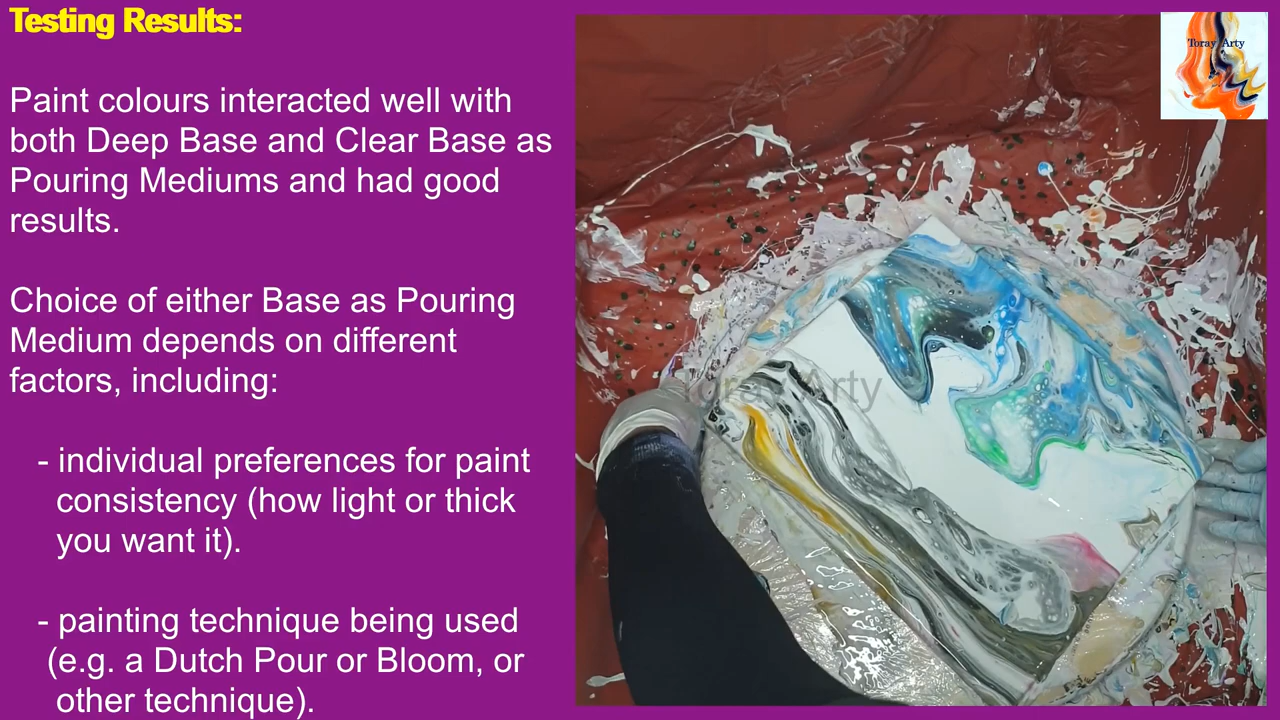 Testing Results:
Paint colours interacted well with
both Deep Base and Clear Base as
Pouring Mediums and had good
results.
Choice of either Base as Pouring
Medium depends on different
factors, including:
- individual preferences for paint
consistency (how light or thick
you want it).
- painting technique being used
(e.g. a Dutch Pour or Bloom, or
other technique).
Toray Arty
Toray Arty